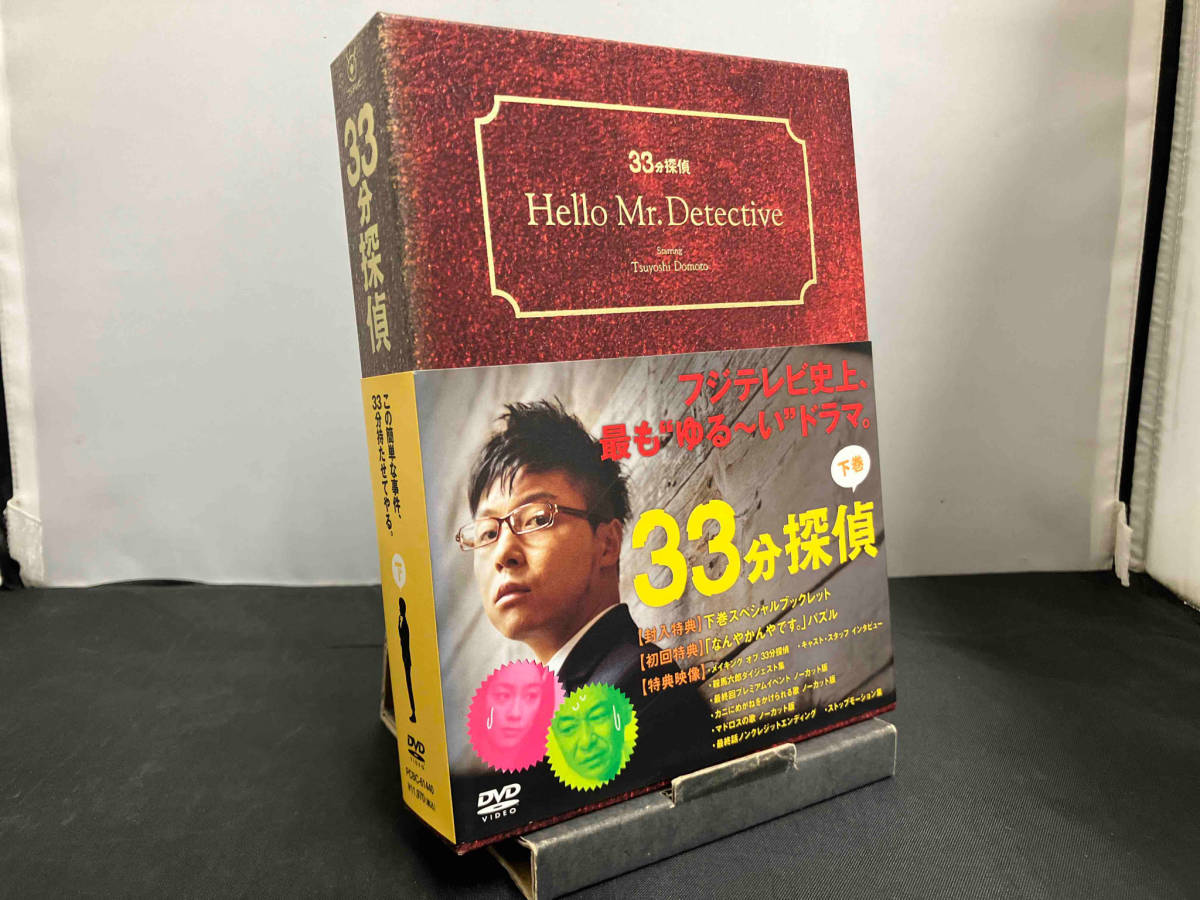 33分探偵
この簡単な事件、
33分持たせてやる。
下
DVD
VIDEO
PCBC-61440
33分探偵
Hello Mr. Detective
Starring
Tsuyoshi Domoto
フジテレビ史上、
最も"ゆる〜い"ドラマ。
下巻
33分探偵
【封入特典】下巻スペシャルブックレット
【初回特典】「なんやかんやです。」パズル
【特典映像】・メイキング オブ 33分探偵 ・キャスト・スタッフ インタビュー
・鞍馬六郎ダイジェスト集
・最終回プレミアムイベント ノーカット版
・カニにめがねをかけられる歌 ノーカット版
・マドロスの歌 ノーカット版 ・ストップモーション集
・最終話ノンクレジットエンディング
DVD
VIDEO